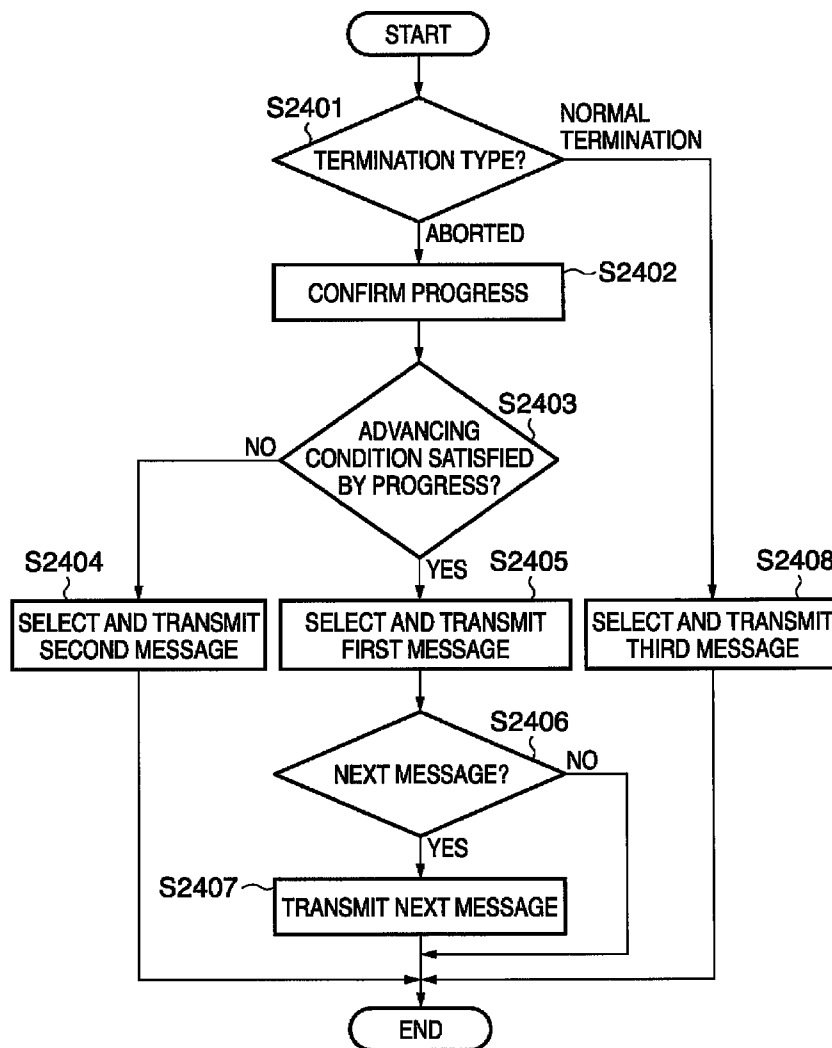 START
S2401
NORMAL
TERMINATION
TERMINATION TYPE?
ABORTED
S2402
CONFIRM PROGRESS
S2403
NO
ADVANCING
CONDITION SATISFIED
BY PROGRESS?
YES
S2404
S2405
S2408
SELECT AND TRANSMIT
SECOND MESSAGE
SELECT AND TRANSMIT
FIRST MESSAGE
SELECT AND TRANSMIT
THIRD MESSAGE
S2406
NEXT MESSAGE?
NO
YES
S2407
TRANSMIT NEXT MESSAGE
END